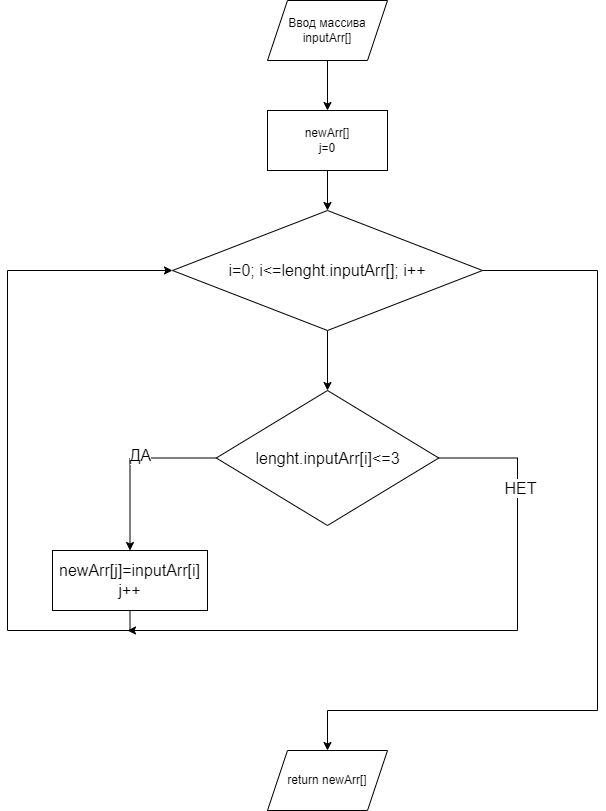 Ввод массива
inputArr[]
newArr[]
j=0
i=0; i<=lenght.inputArr[]; i++
lenght.inputArr[i]<=3
ДА
НЕТ
newArr[j]=inputArr[i]
j++
return newArr[]